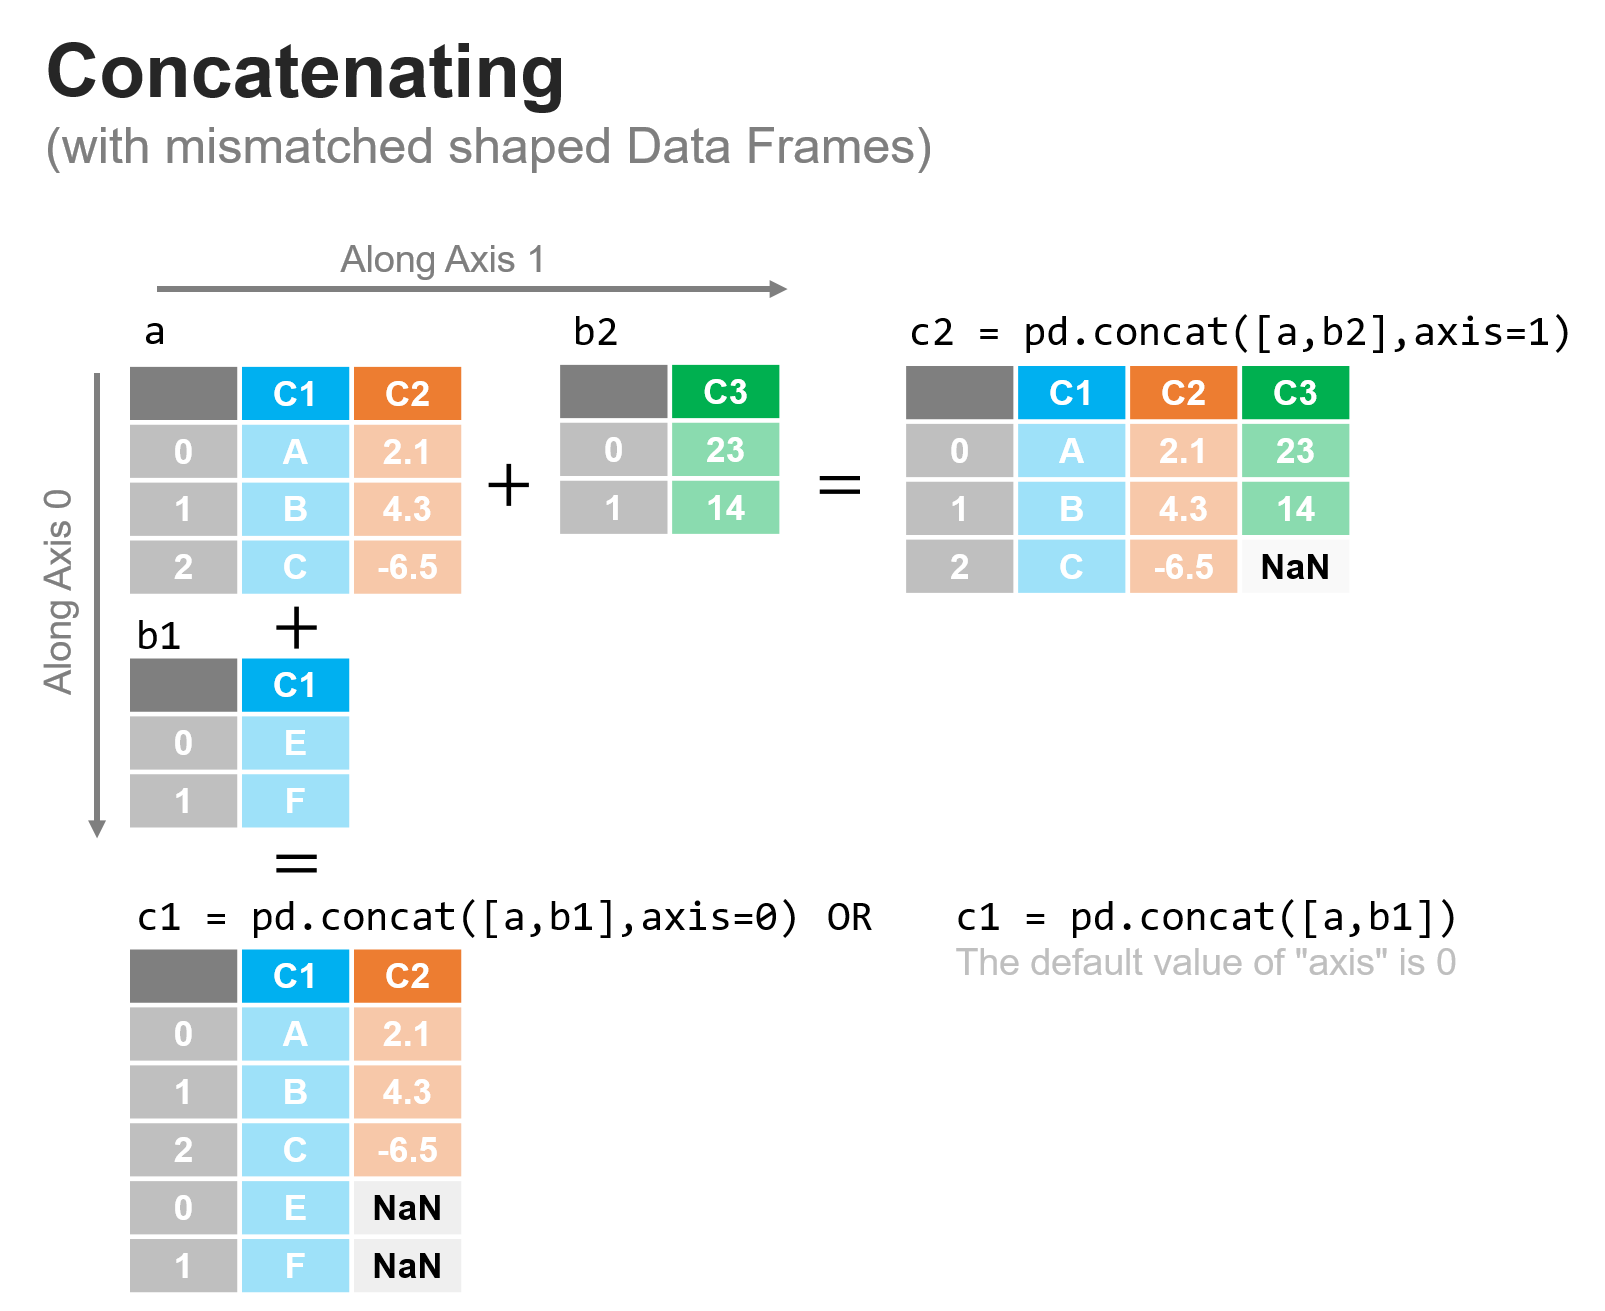 Concatenating
(with mismatched shaped Data Frames)
Along Axis 1
Along Axis 0
a
C1 C2
0 A 2.1
1 B 4.3
2 C -6.5
+
b2
C3
0 23
1 14
=
c2 = pd.concat([a,b2],axis=1)
C1 C2 C3
0 A 2.1 23
1 B 4.3 14
2 C -6.5 NaN
+
b1
C1
0 E
1 F
=
c1 = pd.concat([a,b1],axis=0) OR c1 = pd.concat([a,b1])
The default value of "axis" is 0
C1 C2
0 A 2.1
1 B 4.3
2 C -6.5
0 E NaN
1 F NaN